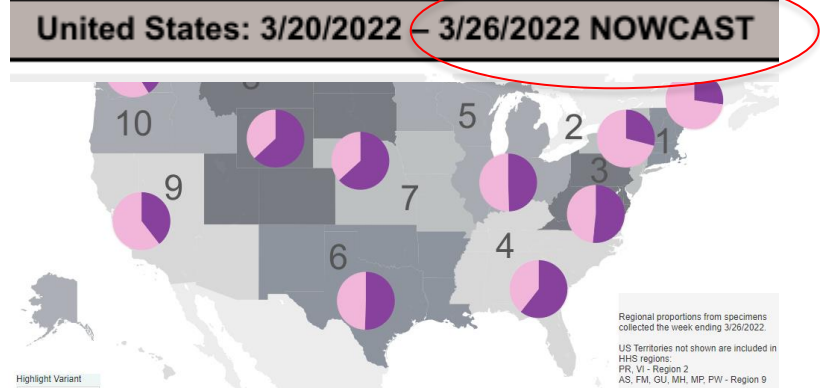 United States: 3/20/2022 – 3/26/2022 NOWCAST
10
5
2
1
3
9
7
4
6
Regional proportions from specimens
collected the week ending 3/26/2022.
US Territories not shown are included in
HHS regions:
PR, VI - Region 2
AS, FM, GU, MH, MP, PW - Region 9
Highlight Variant